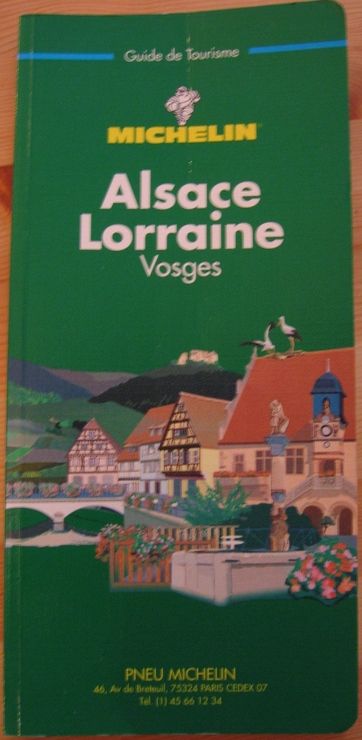 Guide de Tourisme
MICHELIN
Alsace
Lorraine
Vosges
PNEU MICHELIN
46, Av de Breteuil, 75324 PARIS CEDEX 07
Tél. (1) 45 66 12 34